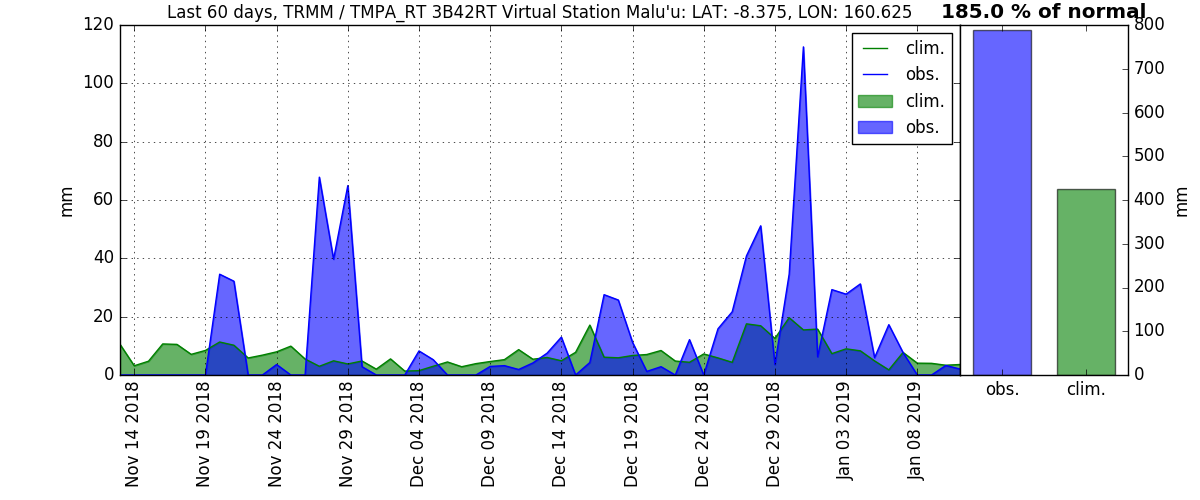 Last 60 days, TRMM / TMPA_RT 3B42RT Virtual Station Malu'u: LAT: -8.375, LON: 160.625
185.0 % of normal
120
100
80
60
40
20
0
mm
clim.
obs.
clim.
obs.
Nov 14 2018
Nov 19 2018
Nov 24 2018
Nov 29 2018
Dec 04 2018
Dec 09 2018
Dec 14 2018
Dec 19 2018
Dec 24 2018
Dec 29 2018
Jan 03 2019
Jan 08 2019
800
700
600
500
400
300
200
100
0
mm
obs.
clim.